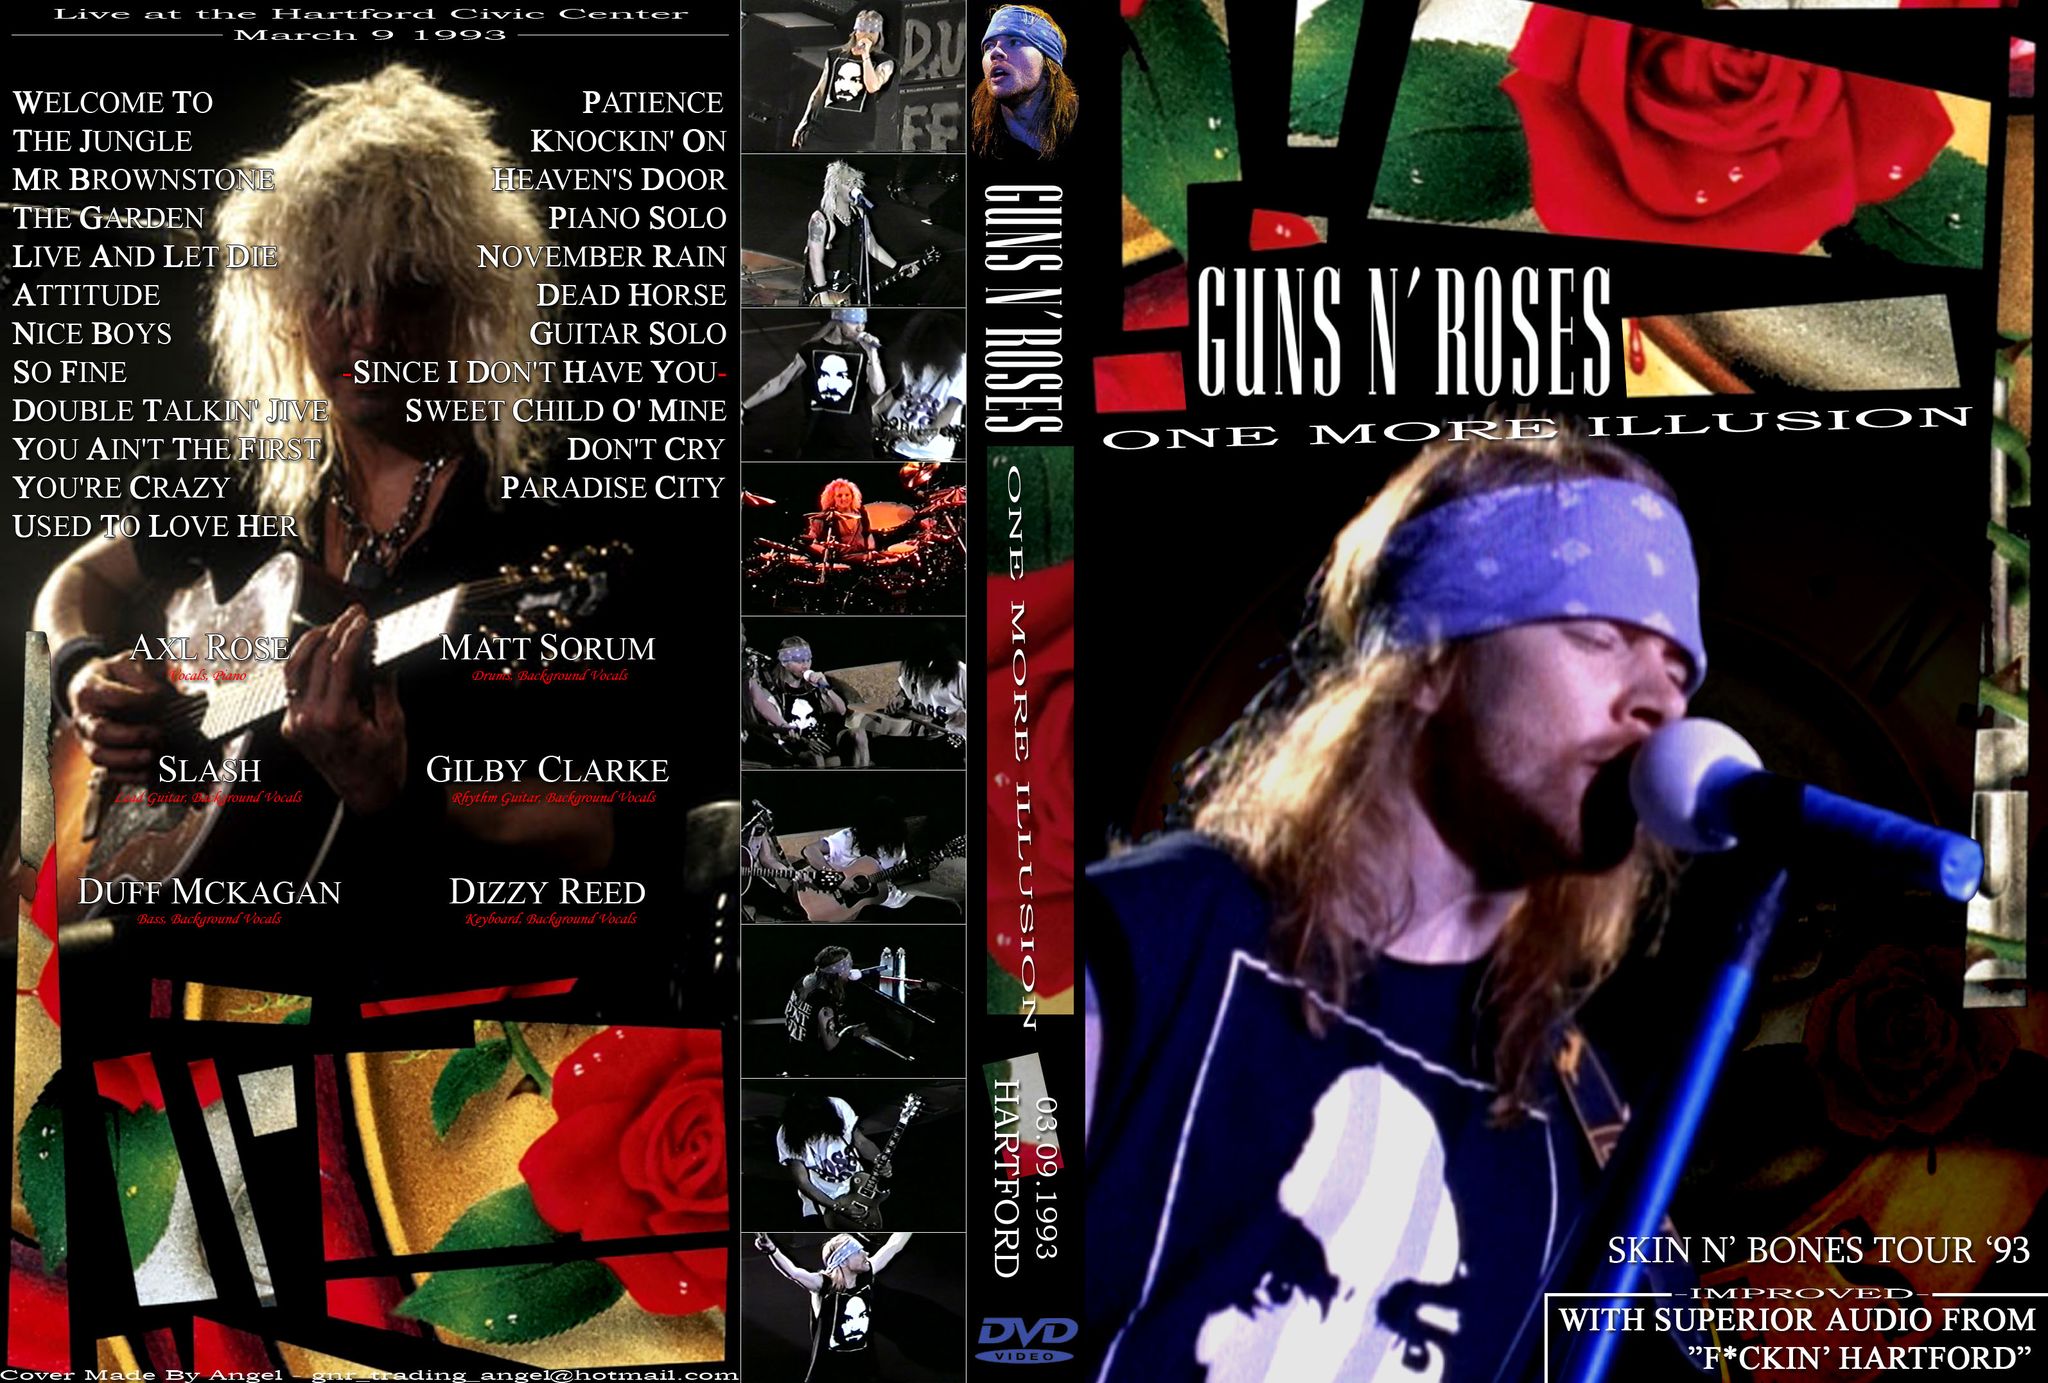 Live at the Hartford Civic Center
March 9 1993
WELCOME TO
THE JUNGLE
MR BROWNSTONE
THE GARDEN
LIVE AND LET DIE
ATTITUDE
NICE BOYS
SO FINE
DOUBLE TALKIN' JIVE
YOU AIN'T THE FIRST
YOU'RE CRAZY
USED TO LOVE HER
PATIENCE
KNOCKIN' ON
HEAVEN'S DOOR
PIANO SOLO
NOVEMBER RAIN
DEAD HORSE
GUITAR SOLO
-SINCE I DON'T HAVE YOU-
SWEET CHILD O' MINE
DON'T CRY
PARADISE CITY
AXL ROSE
Vocals, Piano
MATT SORUM
Drums, Background Vocals
SLASH
Lead Guitar, Background Vocals
GILBY CLARKE
Rhythm Guitar, Background Vocals
DUFF MCKAGAN
Bass, Background Vocals
DIZZY REED
Keyboard, Background Vocals
Cover Made By Angel - gnr_trading_angel@hotmail.com
GUNS N' ROSES
ONE MORE ILLUSION
03.09.1993
HARTFORD
DVD
VIDEO
GUNS N' ROSES
ONE MORE ILLUSION
SKIN N’ BONES TOUR ‘93
-IMPROVED-
WITH SUPERIOR AUDIO FROM
”F*CKIN’ HARTFORD”